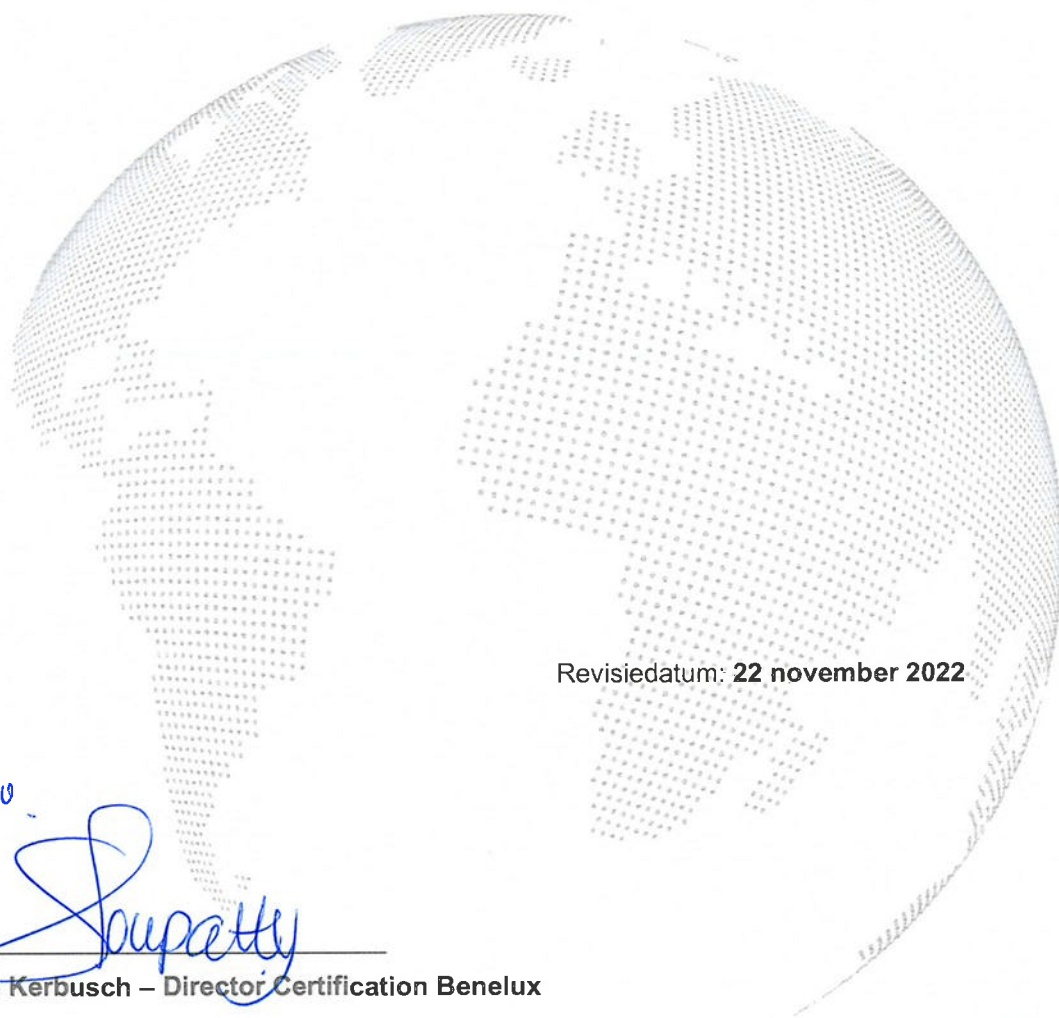 Revisiedatum: 22 november 2022
Kerbusch – Director Certification Benelux